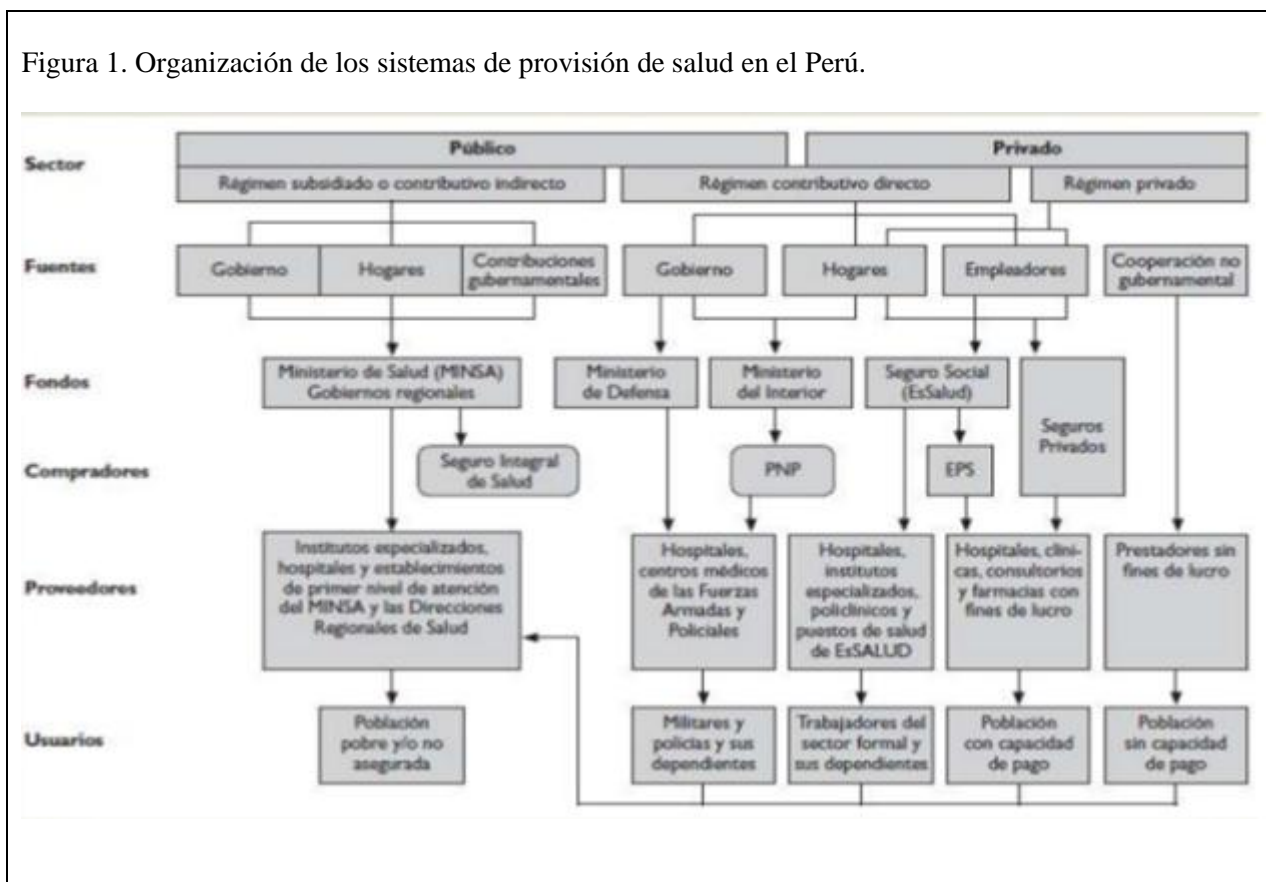 Figura 1. Organización de los sistemas de provisión de salud en el Perú.
Sector
Público
Privado
Régimen subsidiado o contributivo indirecto
Régimen contributivo directo
Régimen privado
Fuentes
Gobierno
Hogares
Contribuciones
gubernamentales
Gobierno
Hogares
Empleadores
Cooperación no
gubernamental
Fondos
Ministerio de Salud (MINSA)
Gobiernos regionales
Ministerio
de Defensa
Ministerio
del Interior
Seguro Social
(EsSalud)
Seguros
Privados
Compradores
Seguro Integral
de Salud
PNP
EPS
Proveedores
Institutos especializados,
hospitales y establecimientos
de primer nivel de atención
del MINSA y las Direcciones
Regionales de Salud
Hospitales,
centros médicos
de las Fuerzas
Armadas y
Policiales
Hospitales,
institutos
especializados,
policlínicos y
puestos de salud
de EsSALUD
Hospitales, clíni-
cas, consultorios
y farmacias con
fines de lucro
Prestadores sin
fines de lucro
Usuarios
Población
pobre y/o no
asegurada
Militares y
policías y sus
dependientes
Trabajadores del
sector formal y
sus dependientes
Población
con capacidad
de pago
Población
sin capacidad
de pago